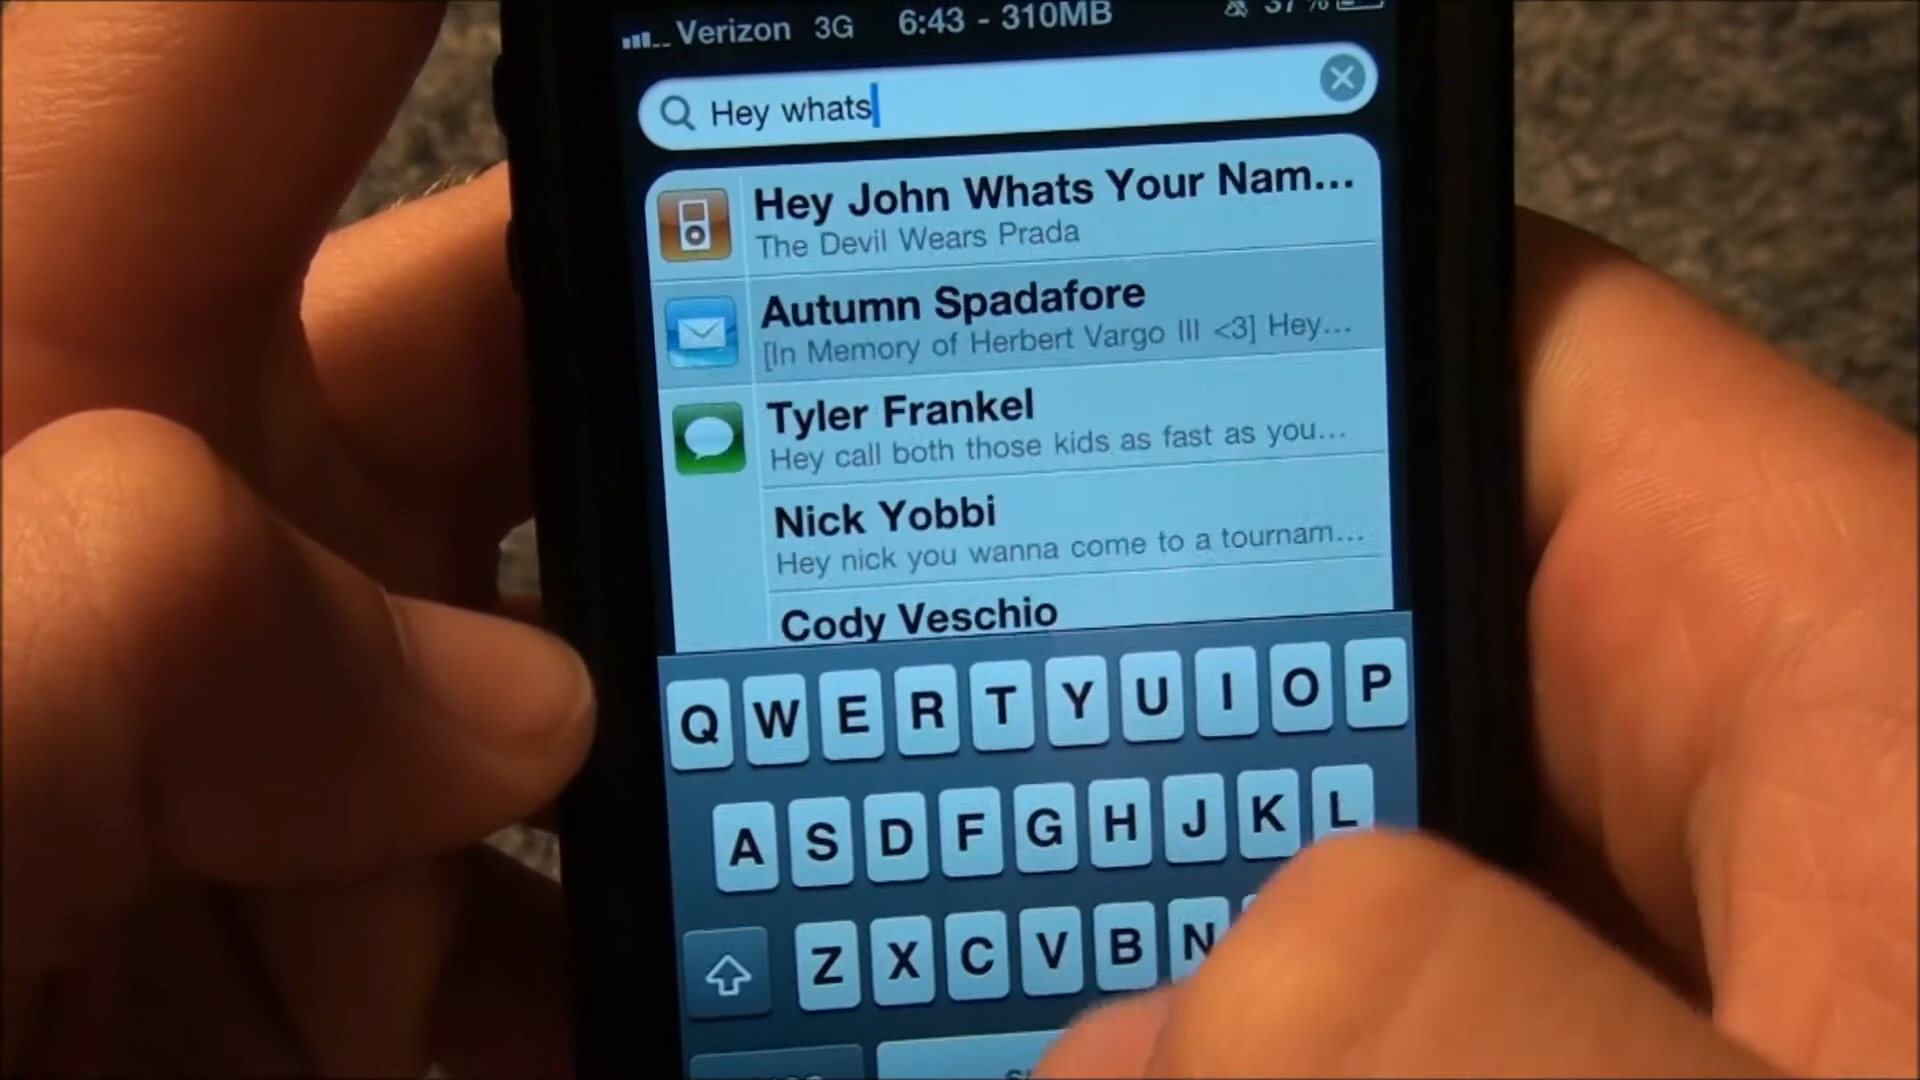 Verizon 3G 6:43 - 310MB 37%
Hey whats
Hey John Whats Your Nam...
The Devil Wears Prada
Autumn Spadafore
[In Memory of Herbert Vargo III <3] Hey...
Tyler Frankel
Hey call both those kids as fast as you...
Nick Yobbi
Hey nick you wanna come to a tournam...
Cody Veschio
Q W E R T Y U I O P
A S D F G H J K L
Z X C V B N